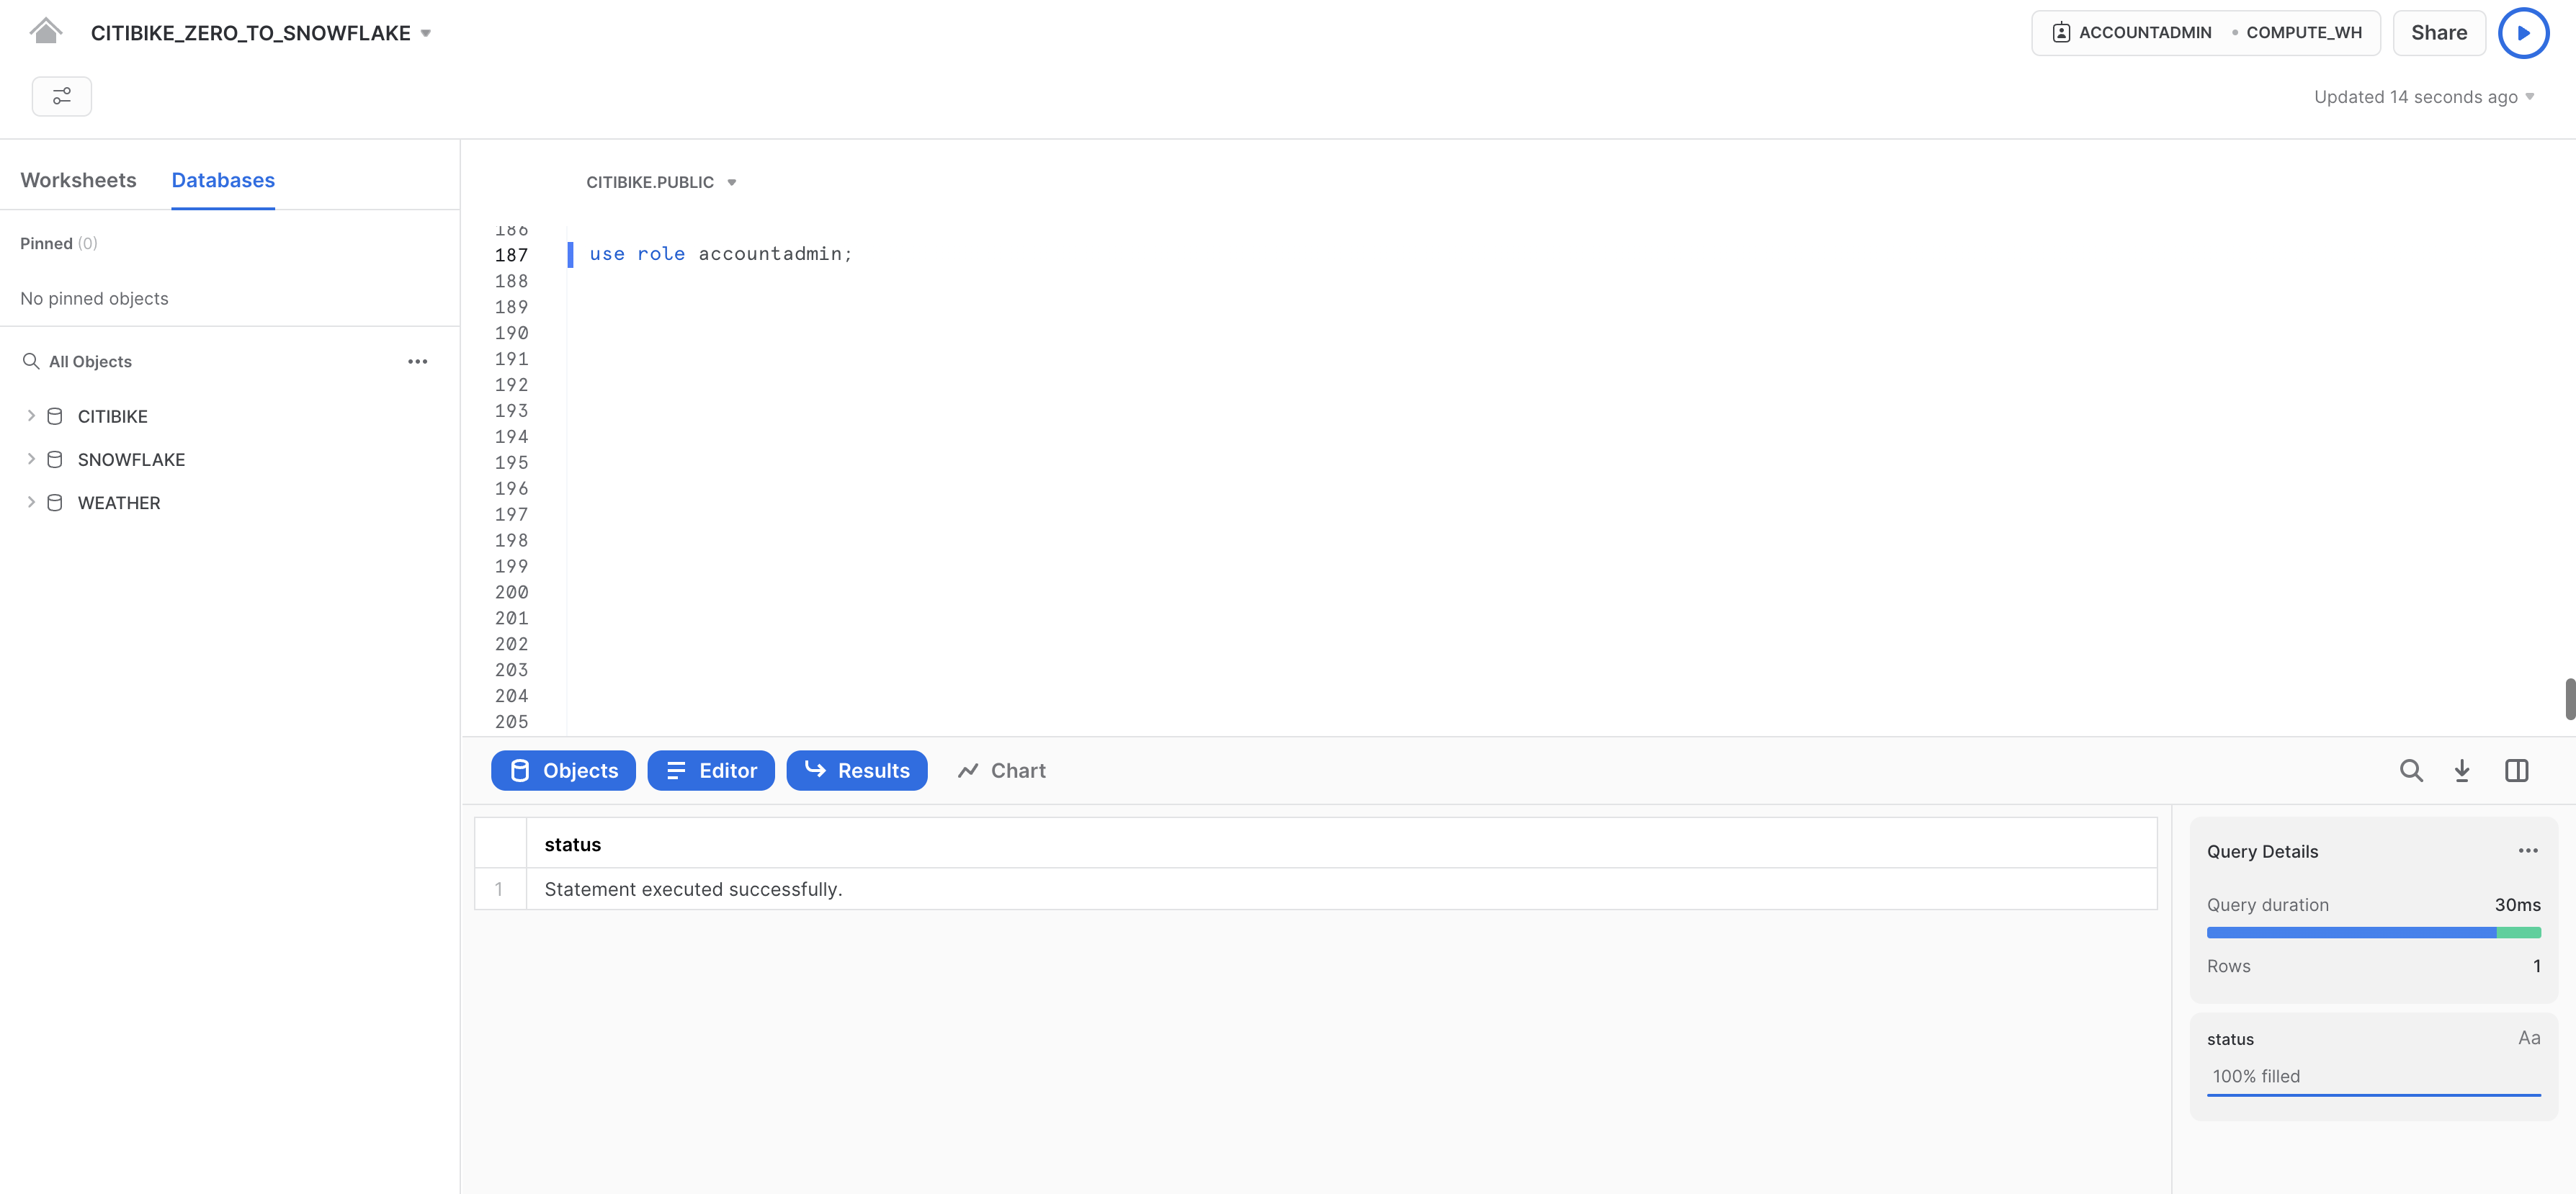 CITIBIKE_ZERO_TO_SNOWFLAKE
ACCOUNTADMIN • COMPUTE_WH
Share
Updated 14 seconds ago
Worksheets
Databases
Pinned (0)
No pinned objects
All Objects
CITIBIKE
SNOWFLAKE
WEATHER
CITIBIKE.PUBLIC
186
187 use role accountadmin;
188
189
190
191
192
193
194
195
196
197
198
199
200
201
202
203
204
205
Objects
Editor
Results
Chart
status
1 Statement executed successfully.
Query Details
Query duration 30ms
Rows 1
status Aa
100% filled